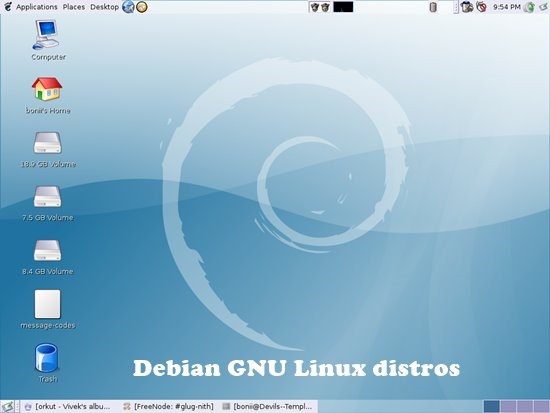 Applications Places Desktop
9:54 PM
Computer
bonii's Home
18.9 GB Volume
7.5 GB Volume
8.4 GB Volume
message-codes
Trash
Debian GNU Linux distros
[orkut - Vivek's albu...
[FreeNode: #glug-nith]
[bonii@Devils--Templ...